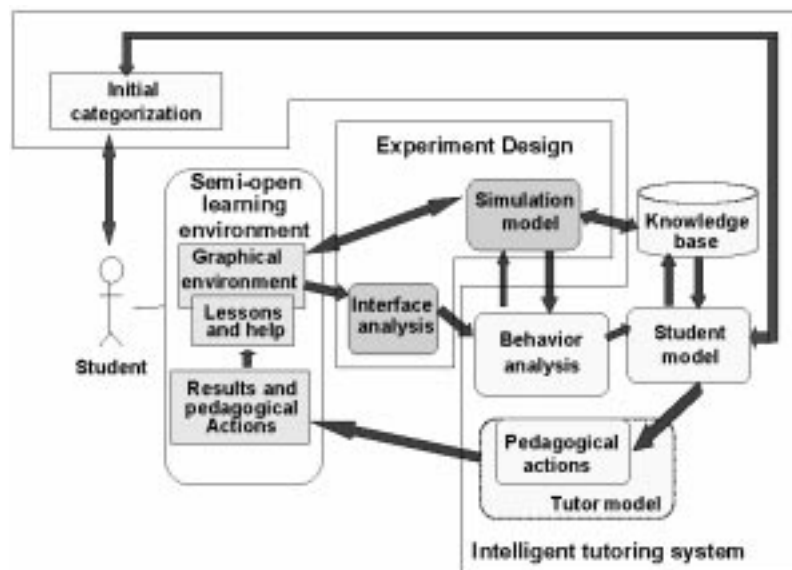 Initial
categorization
Experiment Design
Semi-open
learning
environment
Simulation
model
Knowledge
base
Graphical
environment
Lessons
and help
Interface
analysis
Behavior
analysis
Student
model
Student
Results and
pedagogical
Actions
Pedagogical
actions
Tutor model
Intelligent tutoring system